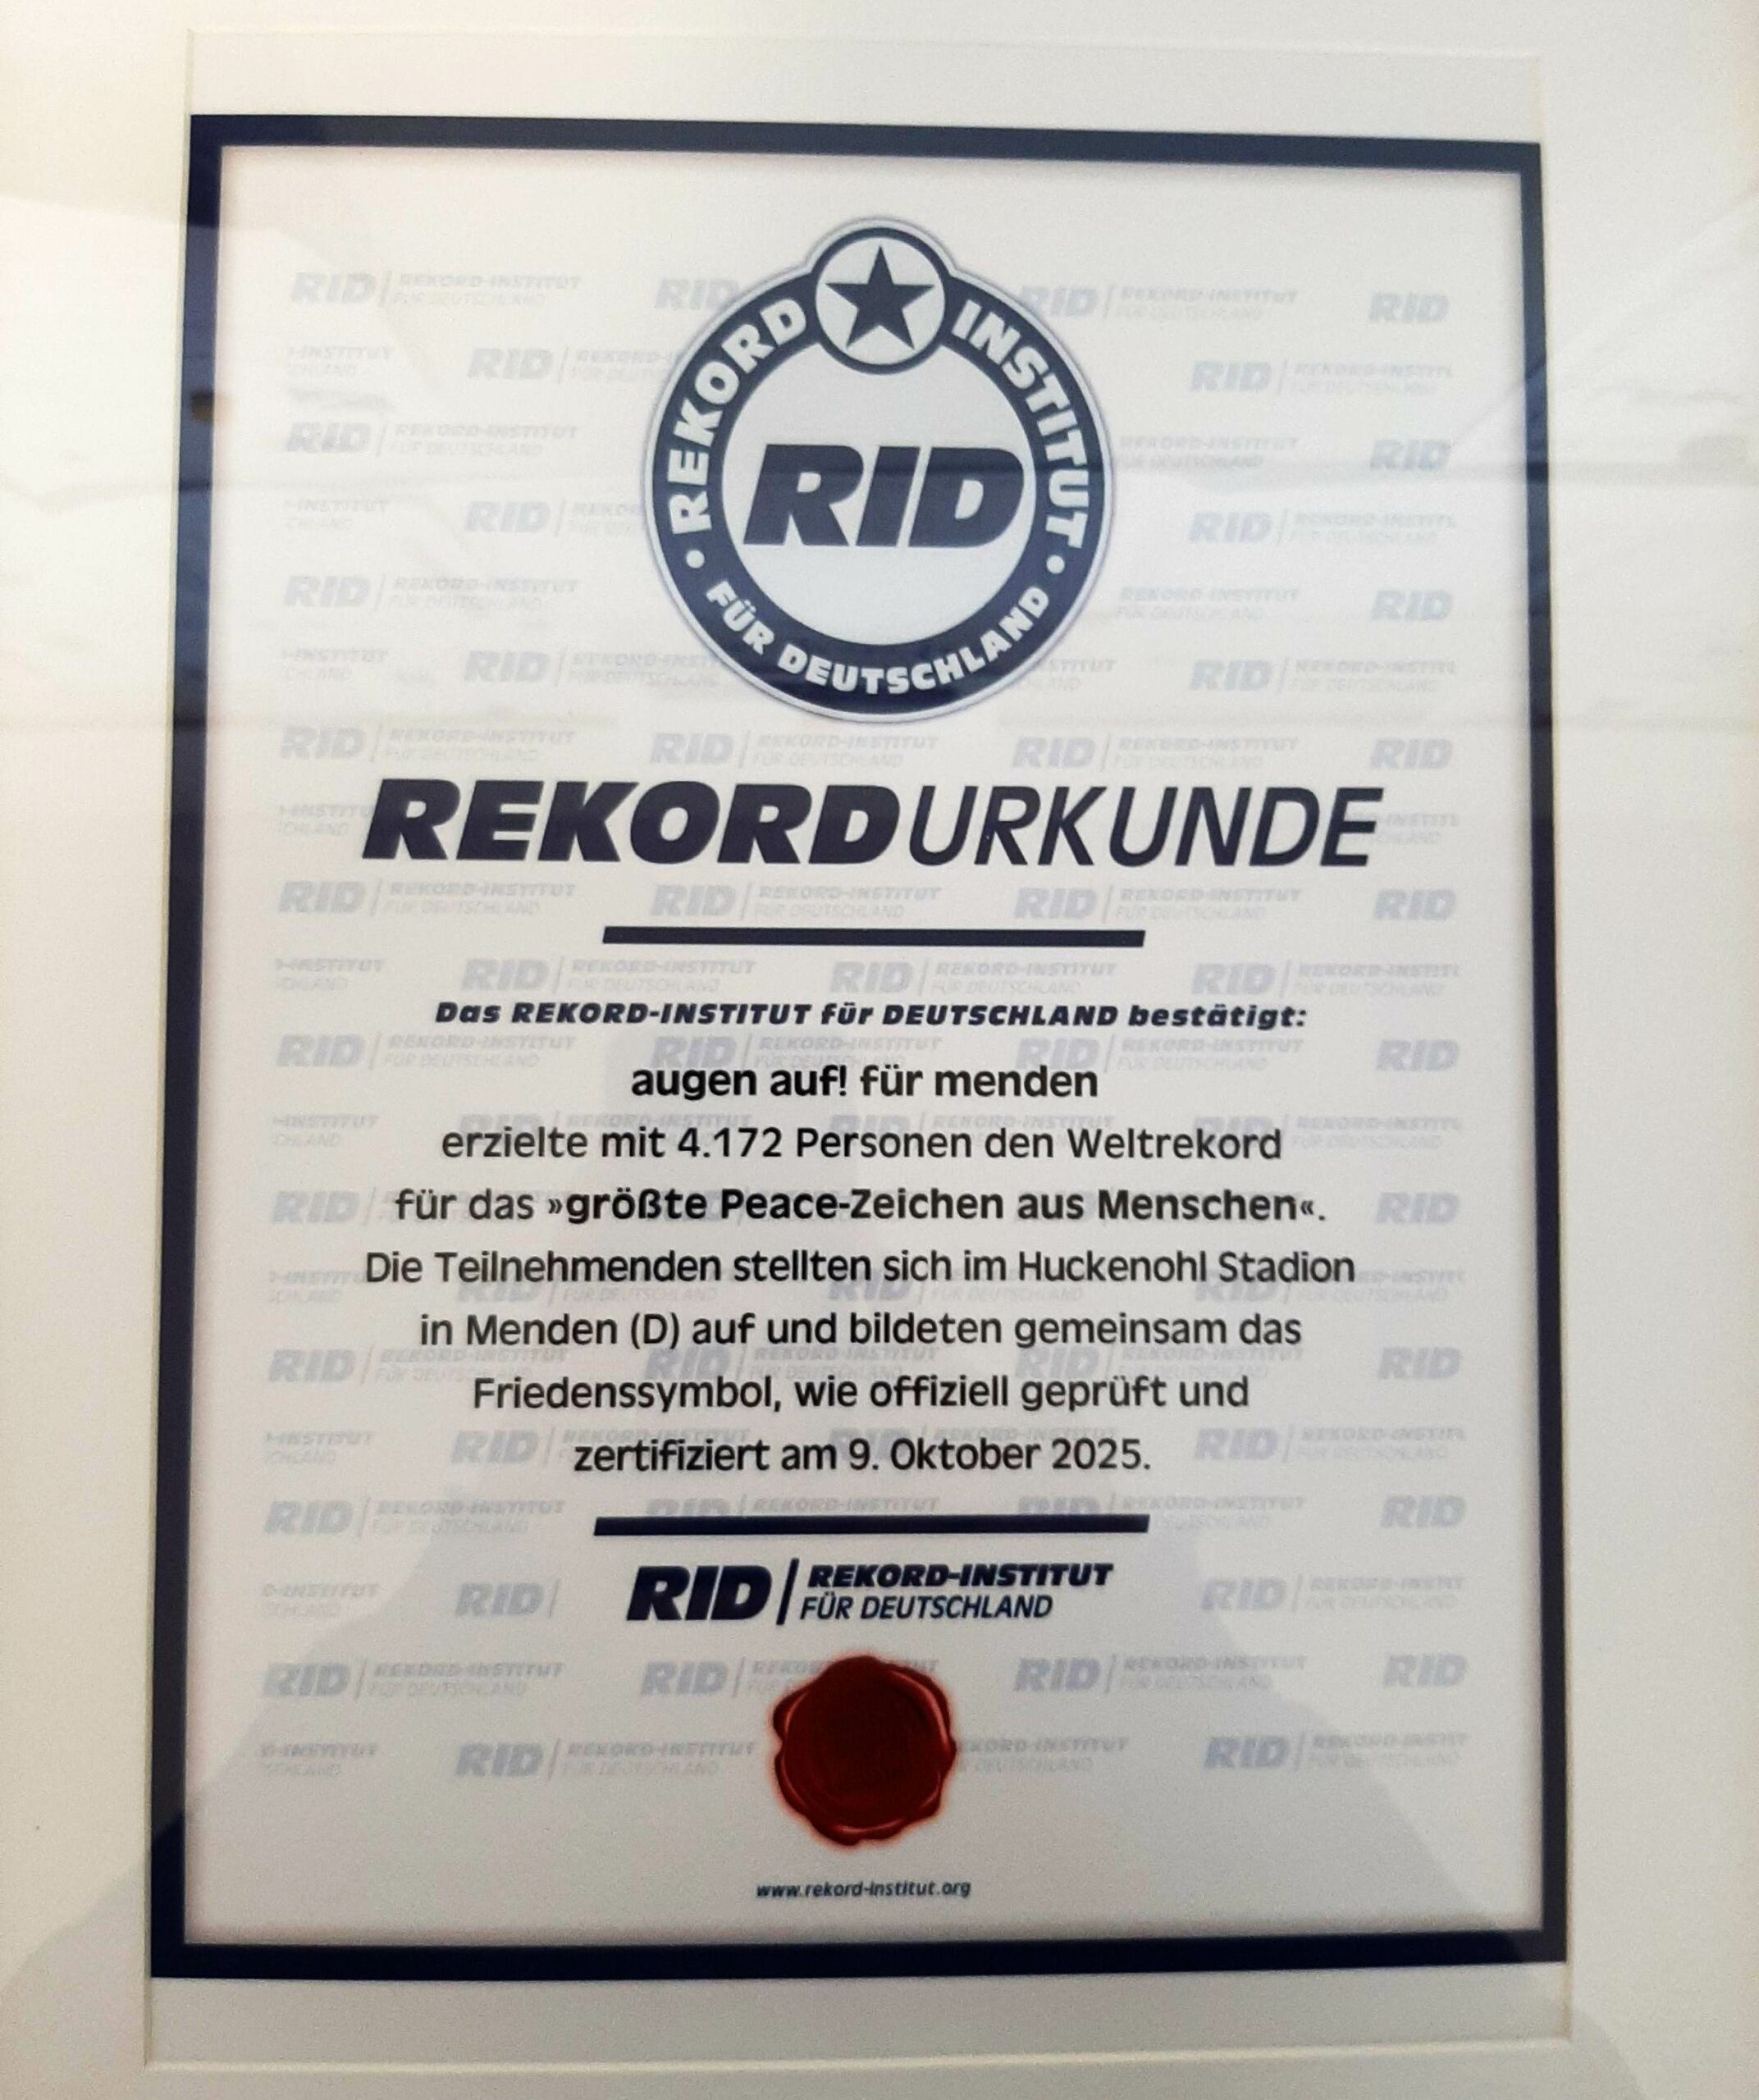 REKORD INSTITUT
RID
FÜR DEUTSCHLAND
REKORDURKUNDE
Das REKORD-INSTITUT für DEUTSCHLAND bestätigt:
augen auf! für menden
erzielte mit 4.172 Personen den Weltrekord
für das »größte Peace-Zeichen aus Menschen«.
Die Teilnehmenden stellten sich im Huckenohl Stadion
in Menden (D) auf und bildeten gemeinsam das
Friedenssymbol, wie offiziell geprüft und
zertifiziert am 9. Oktober 2025.
RID | REKORD-INSTITUT
FÜR DEUTSCHLAND
www.rekord-institut.org